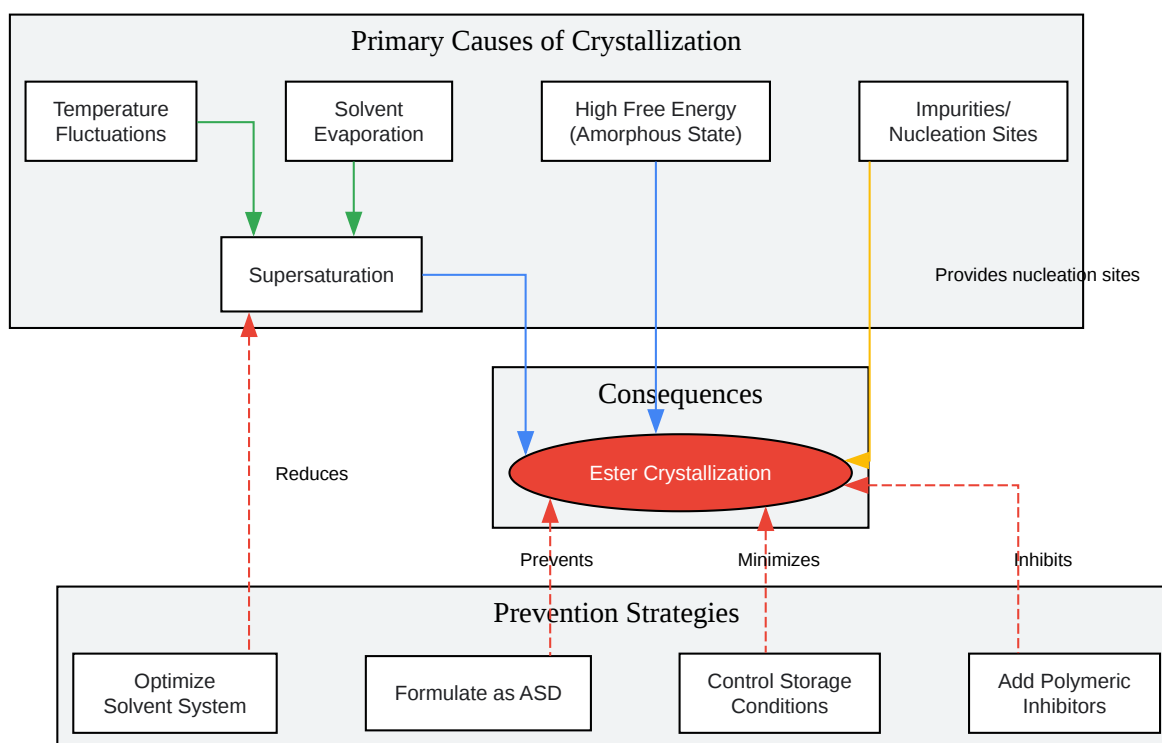 Primary Causes of Crystallization
Temperature
Fluctuations
Solvent
Evaporation
High Free Energy
(Amorphous State)
Impurities/
Nucleation Sites
Supersaturation
Provides nucleation sites
Consequences
Ester Crystallization
Reduces
Prevents
Minimizes
Inhibits
Prevention Strategies
Optimize
Solvent System
Formulate as ASD
Control Storage
Conditions
Add Polymeric
Inhibitors